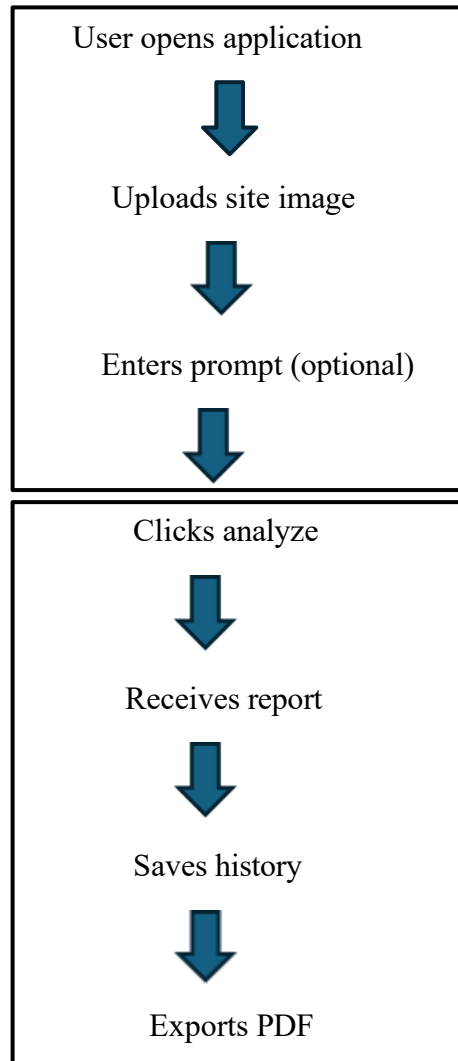 User opens application
Uploads site image
Enters prompt (optional)
Clicks analyze
Receives report
Saves history
Exports PDF